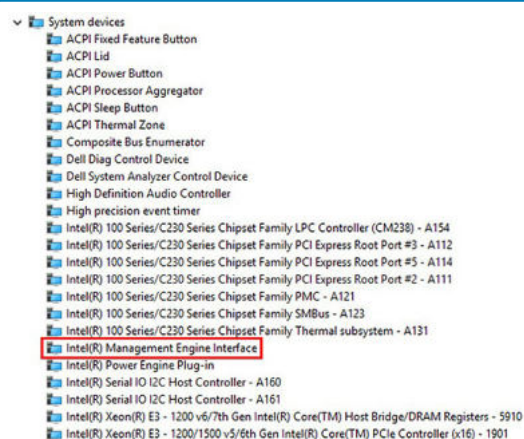 System devices
ACPI Fixed Feature Button
ACPI Lid
ACPI Power Button
ACPI Processor Aggregator
ACPI Sleep Button
ACPI Thermal Zone
Composite Bus Enumerator
Dell Diag Control Device
Dell System Analyzer Control Device
High Definition Audio Controller
High precision event timer
Intel(R) 100 Series/C230 Series Chipset Family LPC Controller (CM238) - A154
Intel(R) 100 Series/C230 Series Chipset Family PCI Express Root Port #3 - A112
Intel(R) 100 Series/C230 Series Chipset Family PCI Express Root Port #5 - A114
Intel(R) 100 Series/C230 Series Chipset Family PCI Express Root Port #2 - A111
Intel(R) 100 Series/C230 Series Chipset Family PMC - A121
Intel(R) 100 Series/C230 Series Chipset Family SMBus - A123
Intel(R) 100 Series/C230 Series Chipset Family Thermal subsystem - A131
Intel(R) Management Engine Interface
Intel(R) Power Engine Plug-in
Intel(R) Serial IO I2C Host Controller - A160
Intel(R) Serial IO I2C Host Controller - A161
Intel(R) Xeon(R) E3 - 1200 v6/7th Gen Intel(R) Core(TM) Host Bridge/DRAM Registers - 5910
Intel(R) Xeon(R) E3 - 1200/1500 v5/6th Gen Intel(R) Core(TM) PCIe Controller (x16) - 1901